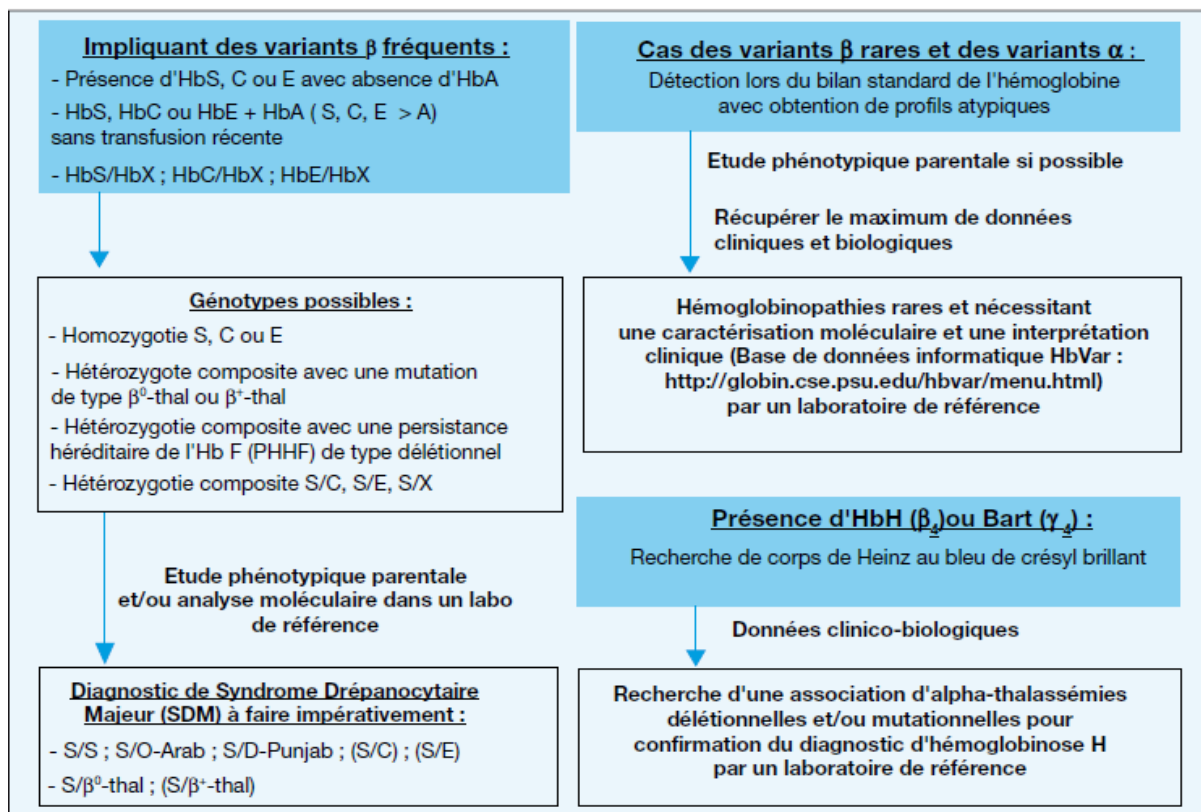 Impliquant des variants β fréquents :
- Présence d'HbS, C ou E avec absence d'HbA
- HbS, HbC ou HbE + HbA ( S, C, E > A)
sans transfusion récente
- HbS/HbX ; HbC/HbX ; HbE/HbX
Génotypes possibles :
- Homozygotie S, C ou E
- Hétérozygote composite avec une mutation
de type β⁰-thal ou β⁺-thal
- Hétérozygotie composite avec une persistance
héréditaire de l'Hb F (PHHF) de type délétionnel
- Hétérozygotie composite S/C, S/E, S/X
Etude phénotypique parentale
et/ou analyse moléculaire dans un labo
de référence
Diagnostic de Syndrome Drépanocytaire
Majeur (SDM) à faire impérativement :
- S/S ; S/O-Arab ; S/D-Punjab ; (S/C) ; (S/E)
- S/β⁰-thal ; (S/β⁺-thal)
Cas des variants β rares et des variants α :
Détection lors du bilan standard de l'hémoglobine
avec obtention de profils atypiques
Etude phénotypique parentale si possible
Récupérer le maximum de données
cliniques et biologiques
Hémoglobinopathies rares et nécessitant
une caractérisation moléculaire et une interprétation
clinique (Base de données informatique HbVar :
http://globin.cse.psu.edu/hbvar/menu.html)
par un laboratoire de référence
Présence d'HbH (β₄)ou Bart (γ₄) :
Recherche de corps de Heinz au bleu de crésyl brillant
Données clinico-biologiques
Recherche d'une association d'alpha-thalassémies
délétionnelles et/ou mutationnelles pour
confirmation du diagnostic d'hémoglobinose H
par un laboratoire de référence